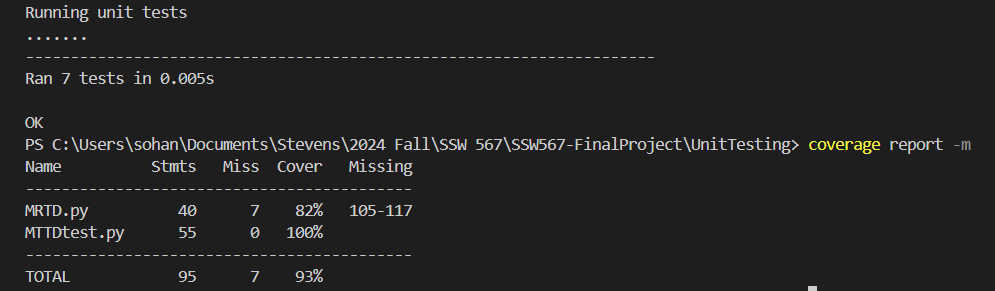 Running unit tests
.......
----------------------------------------------------------------------
Ran 7 tests in 0.005s
OK
PS C:\Users\sohan\Documents\Stevens\2024 Fall\SSW 567\SSW567-FinalProject\UnitTesting> coverage report -m
Name          Stmts   Miss  Cover   Missing
-------------------------------------------
MRTD.py          40      7    82%   105-117
MTTDtest.py      55      0   100%
-------------------------------------------
TOTAL            95      7    93%